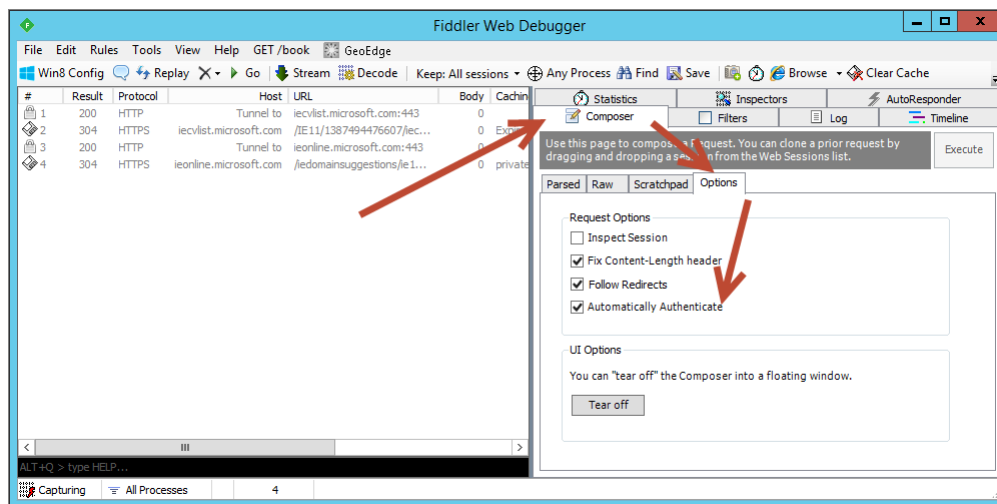 Fiddler Web Debugger
File Edit Rules Tools View Help GET /book GeoEdge
Win8 Config Replay X Go Stream Decode Keep: All sessions Any Process Find Save Browse Clear Cache
# Result Protocol Host URL Body Cachin
1 200 HTTP Tunnel to iecvlist.microsoft.com:443 0
2 304 HTTPS iecvlist.microsoft.com /IE11/1387494476607/iec... 0
3 200 HTTP Tunnel to ieonline.microsoft.com:443 0
4 304 HTTPS ieonline.microsoft.com /iedomainsuggestions/ie1... 0 private
Statistics Inspectors AutoResponder
Composer Filters Log Timeline
Use this page to compose a Request. You can clone a prior request by
dragging and dropping a session from the Web Sessions list.
Execute
Parsed Raw Scratchpad Options
Request Options
Inspect Session
Fix Content-Length header
Follow Redirects
Automatically Authenticate
UI Options
You can "tear off" the Composer into a floating window.
Tear off
ALT+Q > type HELP...
Capturing All Processes 4